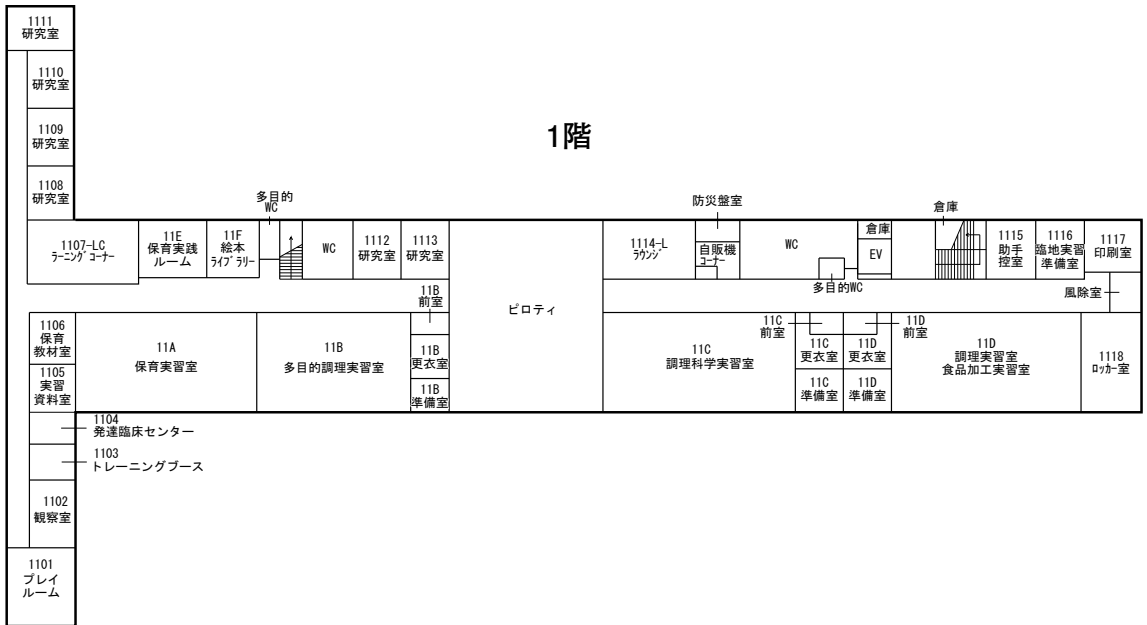 1階
1111
研究室
1110
研究室
1109
研究室
1108
研究室
1107-LC
ラーニングコーナー
11E
保育実践
ルーム
11F
絵本
ライブラリー
多目的
WC
WC
1112
研究室
1113
研究室
11B
前室
ピロティ
1114-L
ラウンジ
防災盤室
自販機
コーナー
WC
多目的WC
倉庫
EV
倉庫
1115
助手
控室
1116
臨地実習
準備室
1117
印刷室
風除室
1106
保育
教材室
1105
実習
資料室
11A
保育実習室
11B
多目的調理実習室
11B
更衣室
11B
準備室
11C
調理科学実習室
11C
前室
11C
更衣室
11C
準備室
11D
前室
11D
更衣室
11D
準備室
11D
調理実習室
食品加工実習室
1118
ロッカー室
1104
発達臨床センター
1103
トレーニングブース
1102
観察室
1101
プレイ
ルーム